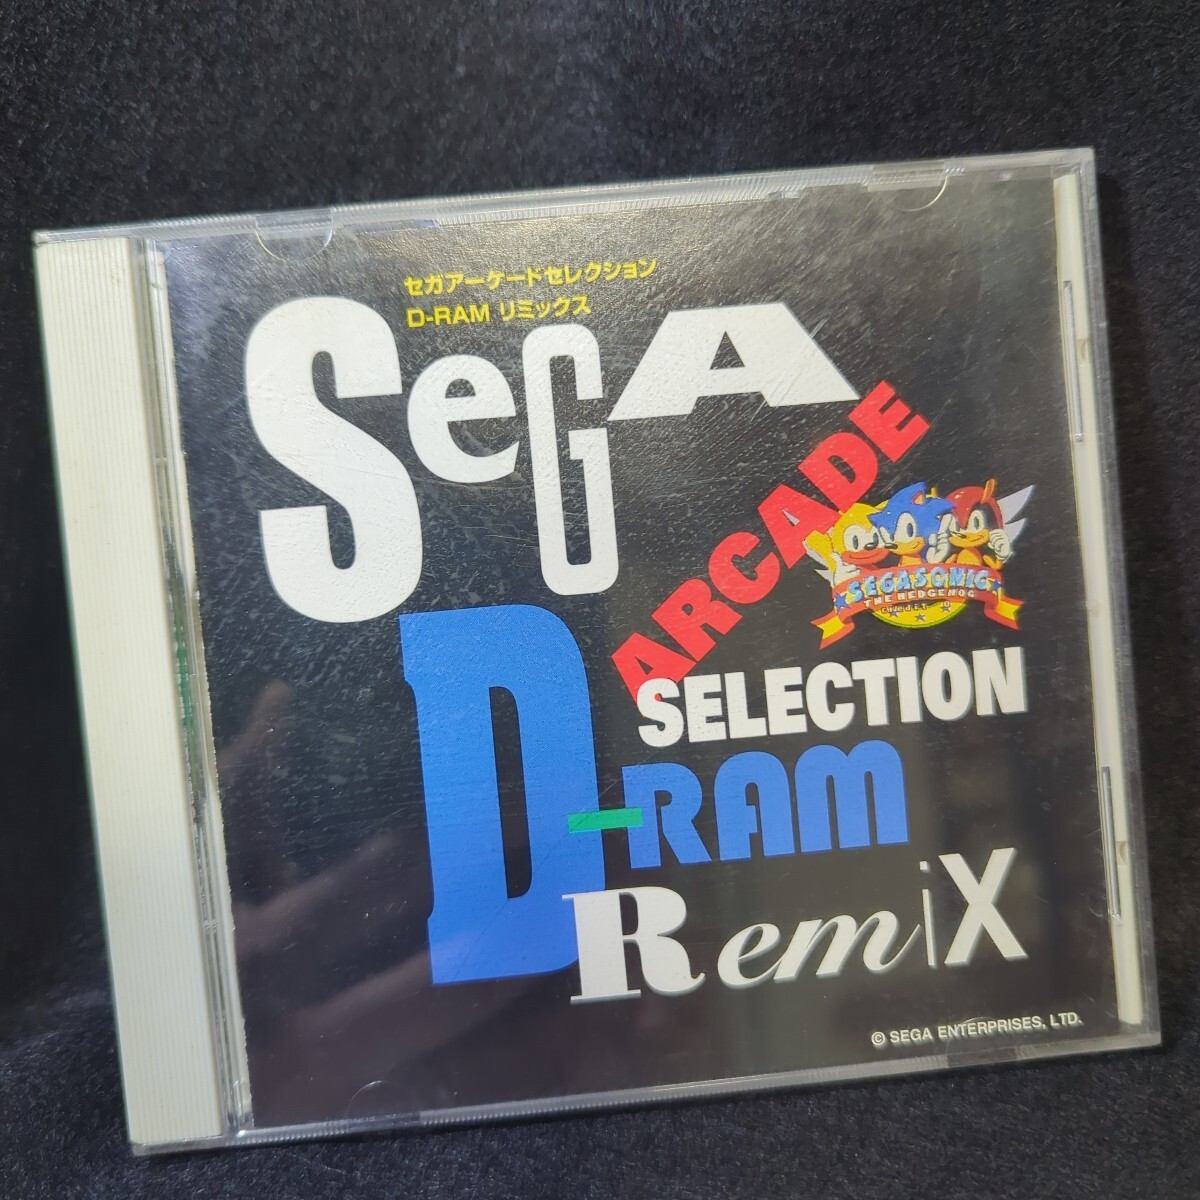 セガアーケードセレクション
D-RAM リミックス
SeGA
ARCADE
SEGASONIC
THE HEDGEHOG
SELECTION
D-RAM
RemiX
© SEGA ENTERPRISES, LTD.